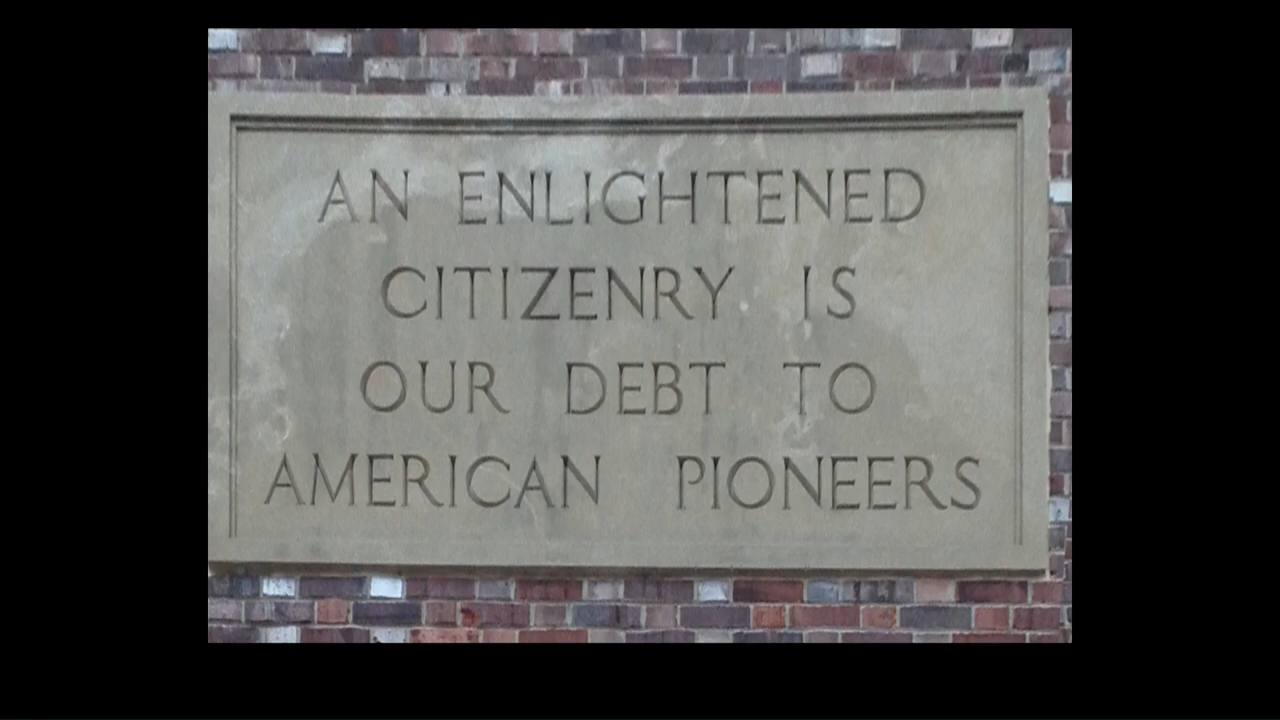 AN ENLIGHTENED
CITIZENRY IS
OUR DEBT TO
AMERICAN PIONEERS